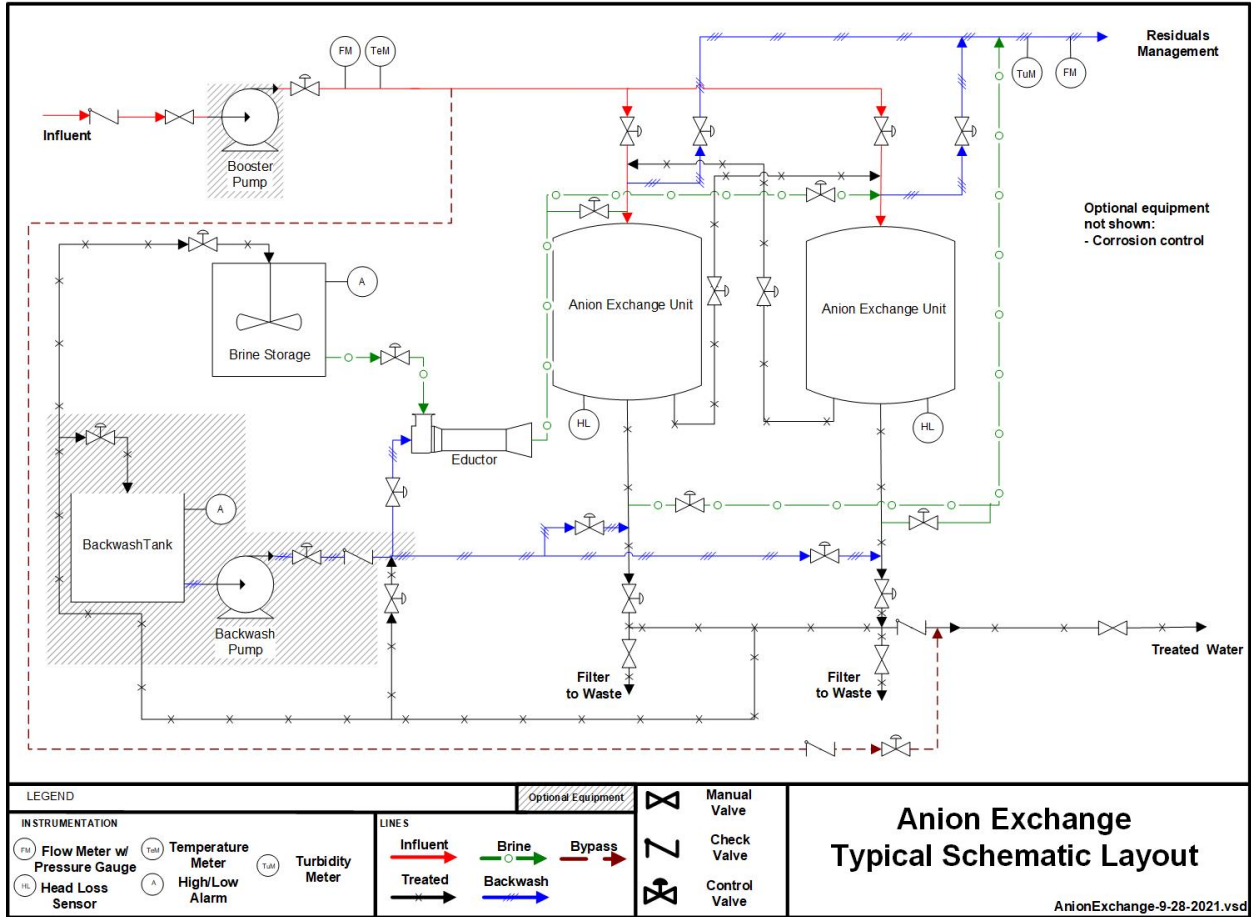 FM
TeM
Residuals
Management
TuM
FM
Influent
Booster
Pump
Optional equipment
not shown:
- Corrosion control
A
Anion Exchange Unit
Anion Exchange Unit
Brine Storage
HL
HL
Eductor
A
BackwashTank
Backwash
Pump
Treated Water
Filter
to Waste
Filter
to Waste
LEGEND
Optional Equipment
INSTRUMENTATION
FM Flow Meter w/
Pressure Gauge
TeM Temperature
Meter
TuM Turbidity
Meter
HL Head Loss
Sensor
A High/Low
Alarm
LINES
Influent
Brine
Bypass
Treated
Backwash
Manual
Valve
Check
Valve
Control
Valve
Anion Exchange
Typical Schematic Layout
AnionExchange-9-28-2021.vsd